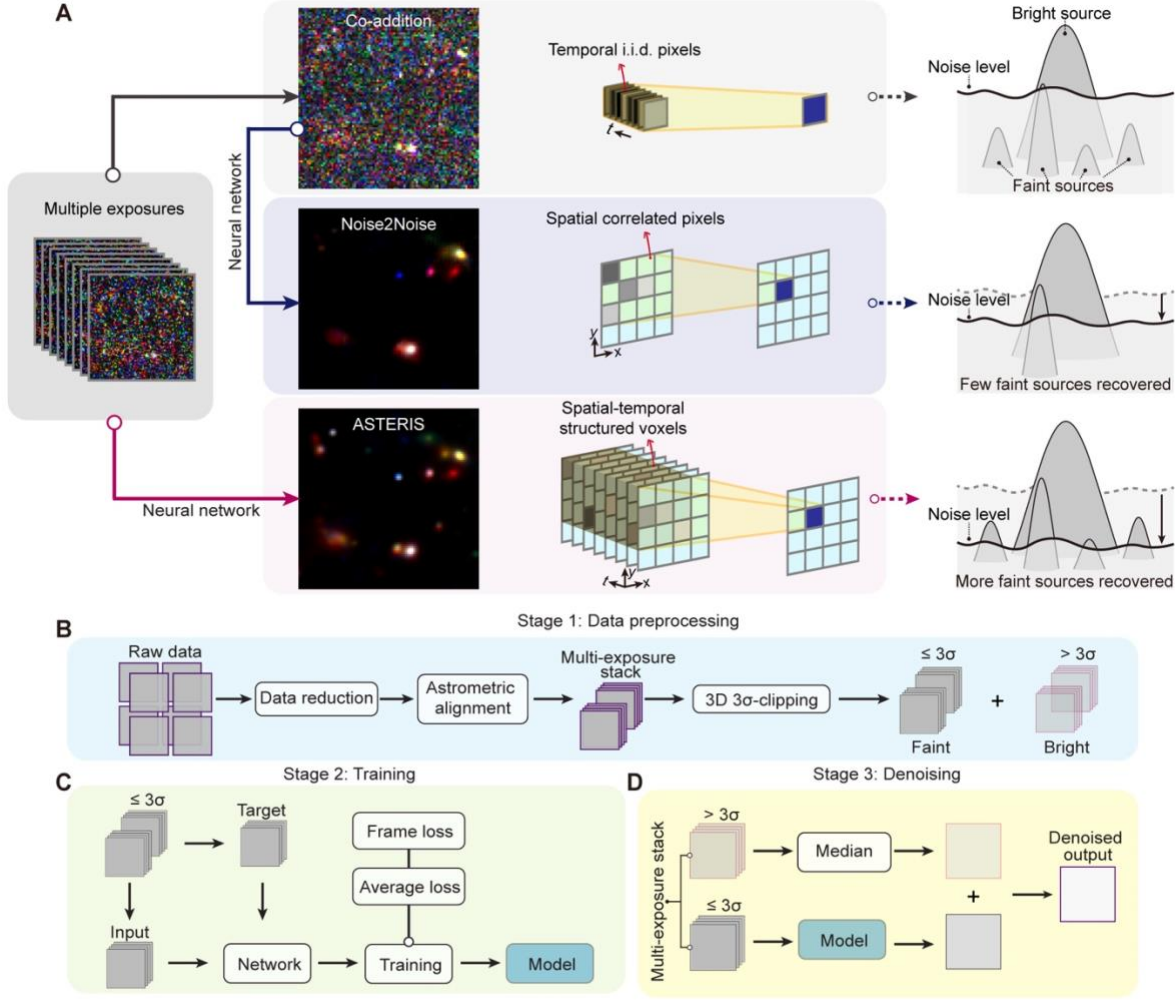 A
Co-addition
Temporal i.i.d. pixels
t
Bright source
Noise level
Faint sources
Multiple exposures
Neural network
Noise2Noise
Spatial correlated pixels
y
x
Noise level
Few faint sources recovered
Neural network
ASTERIS
Spatial-temporal
structured voxels
t
y
x
Noise level
More faint sources recovered
B
Stage 1: Data preprocessing
Raw data
Data reduction
Astrometric
alignment
Multi-exposure
stack
3D 3σ-clipping
≤ 3σ
Faint
+
> 3σ
Bright
C
Stage 2: Training
≤ 3σ
Target
Input
Network
Frame loss
Average loss
Training
Model
D
Stage 3: Denoising
Multi-exposure stack
> 3σ
Median
≤ 3σ
Model
+
Denoised
output